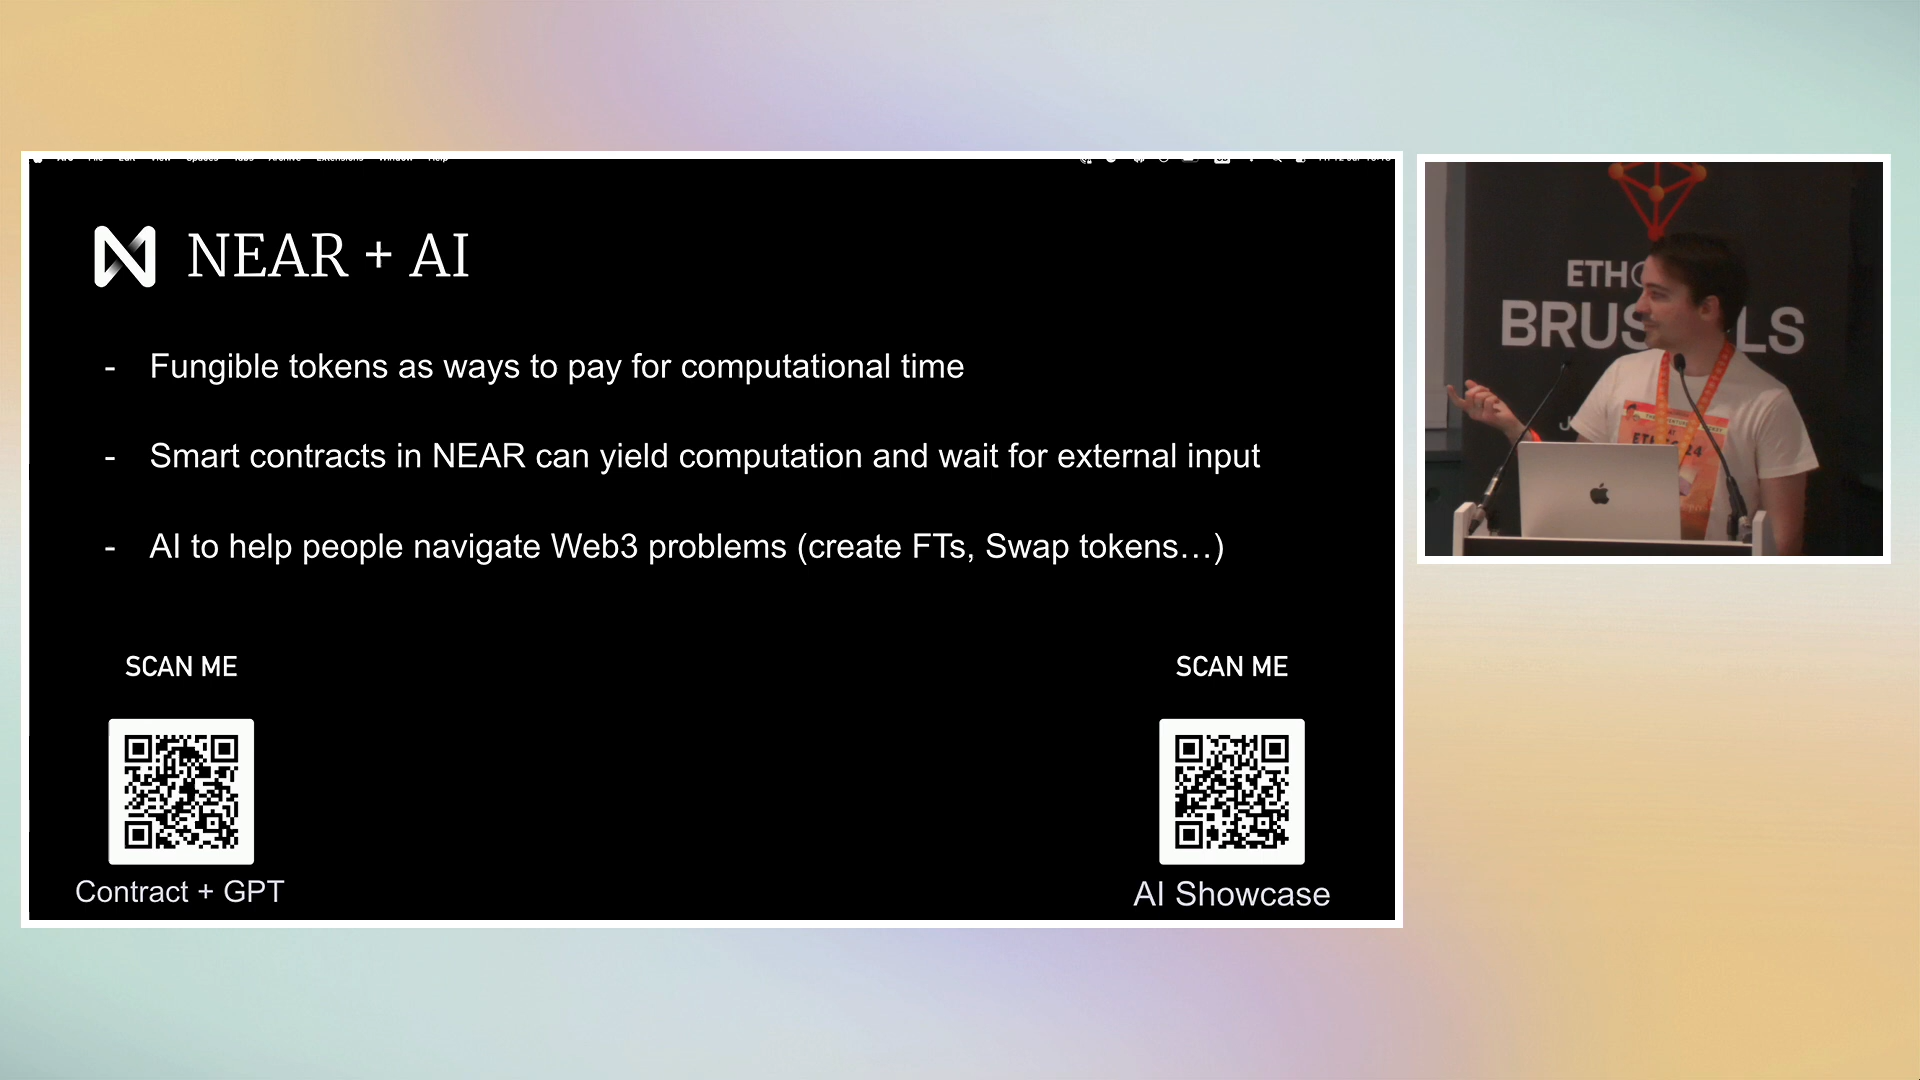 NEAR + AI
- Fungible tokens as ways to pay for computational time
- Smart contracts in NEAR can yield computation and wait for external input
- AI to help people navigate Web3 problems (create FTs, Swap tokens…)
SCAN ME
SCAN ME
Contract + GPT
AI Showcase
ETH
BRUS LS